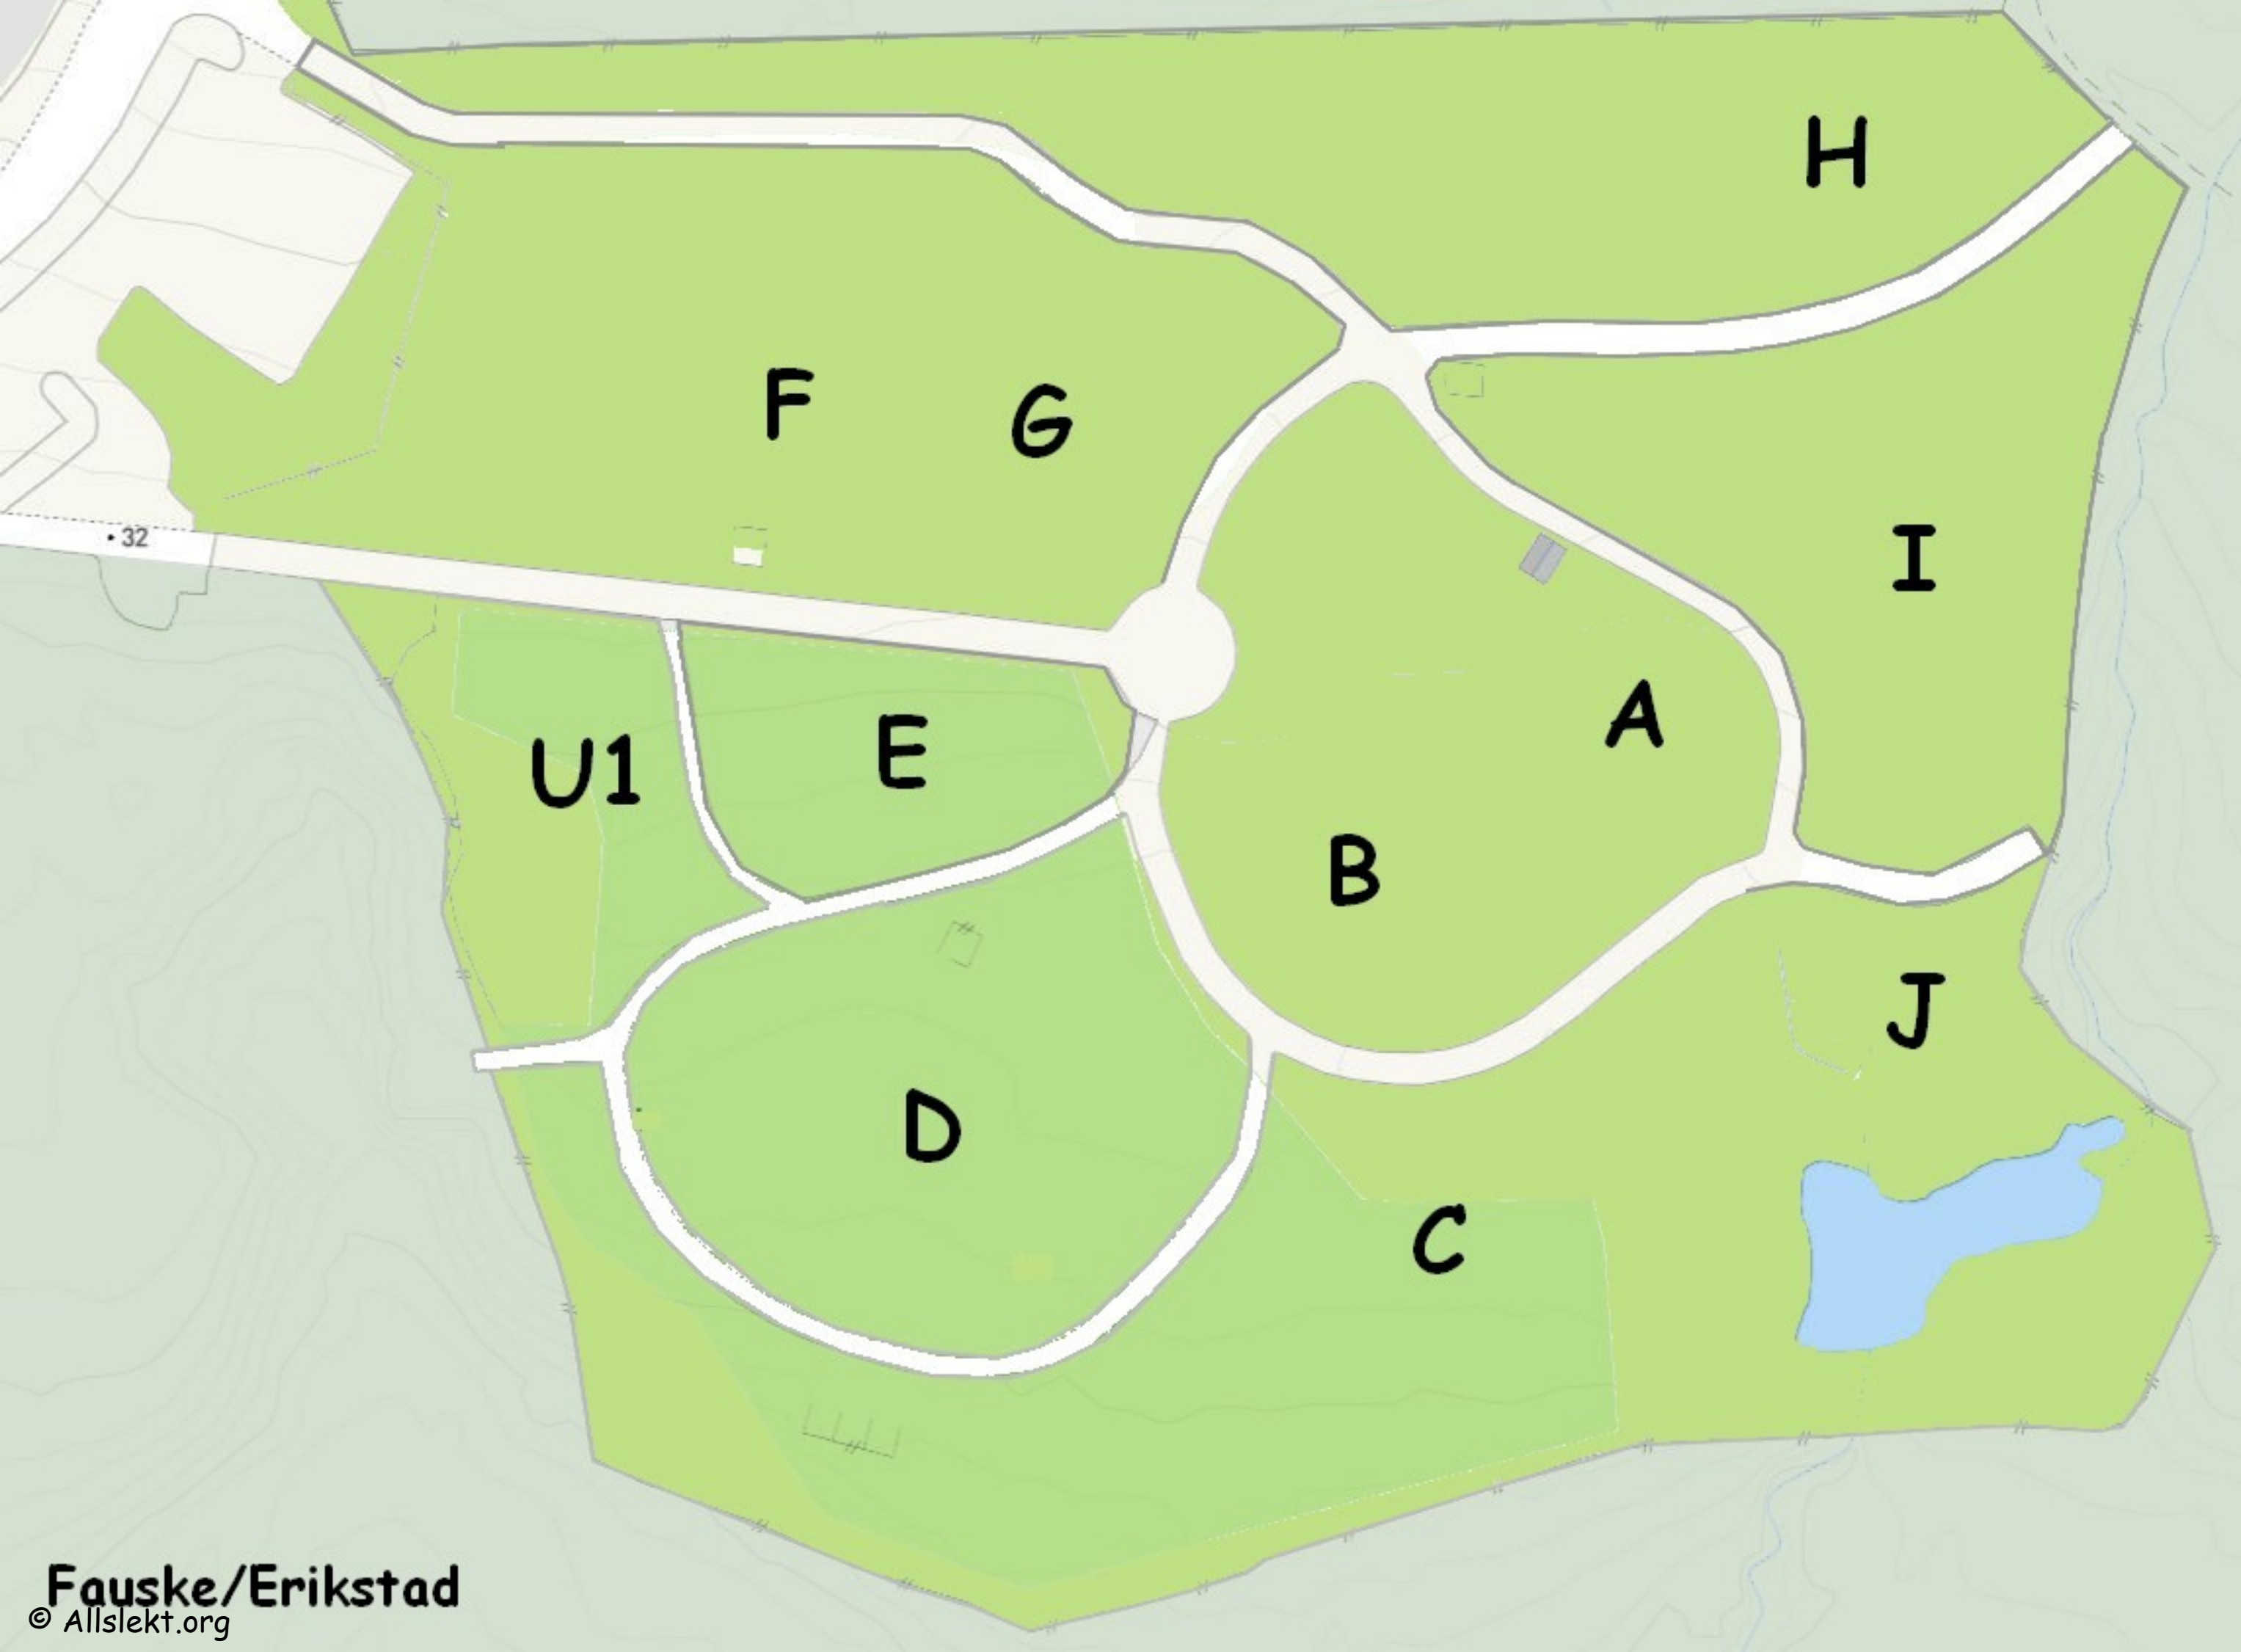 H
F
G
• 32
I
A
E
U1
B
J
D
C
Fauske/Erikstad
© Allslekt.org